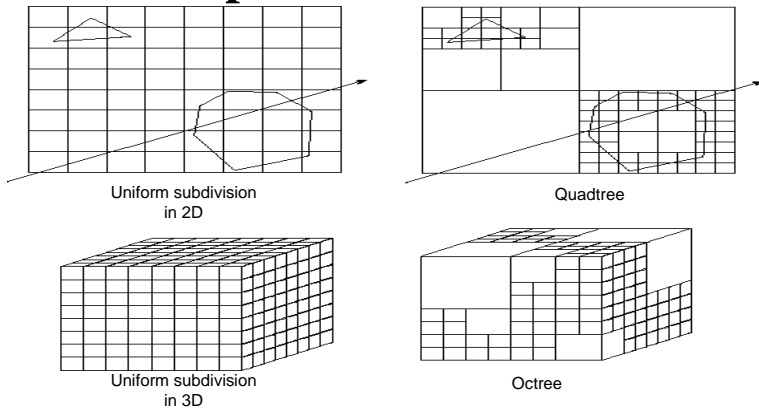 Uniform subdivision
in 2D
Quadtree
Uniform subdivision
in 3D
Octree